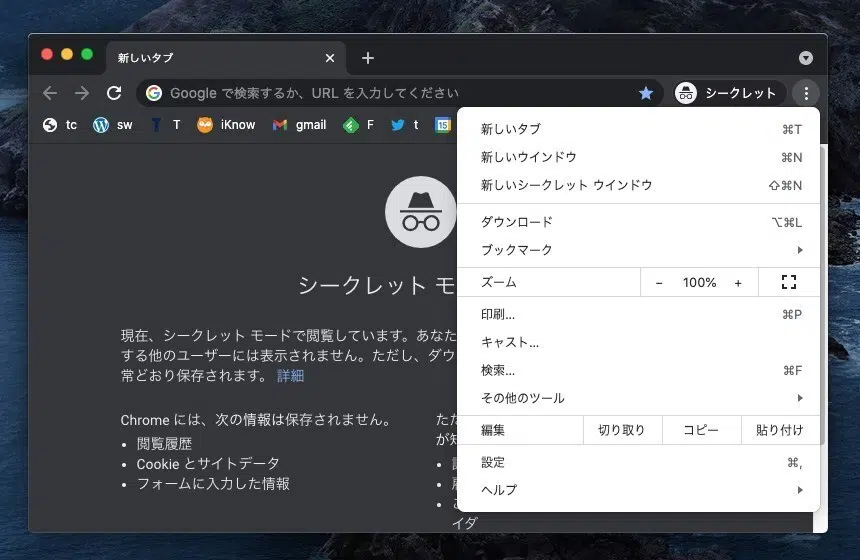 新しいタブ
Google で検索するか、URL を入力してください
シークレット
tc
sw
T
iKnow
gmail
F
t
15
新しいタブ ⌘T
新しいウインドウ ⌘N
新しいシークレット ウインドウ ⇧⌘N
ダウンロード ⌥⌘L
ブックマーク
ズーム − 100% +
印刷... ⌘P
キャスト...
検索... ⌘F
その他のツール
編集 切り取り コピー 貼り付け
設定 ⌘,
ヘルプ
シークレット モ
現在、シークレット モードで閲覧しています。あなた
する他のユーザーには表示されません。ただし、ダウ
常どおり保存されます。 詳細
Chrome には、次の情報は保存されません。
• 閲覧履歴
• Cookie とサイトデータ
• フォームに入力した情報
た
が
イダ